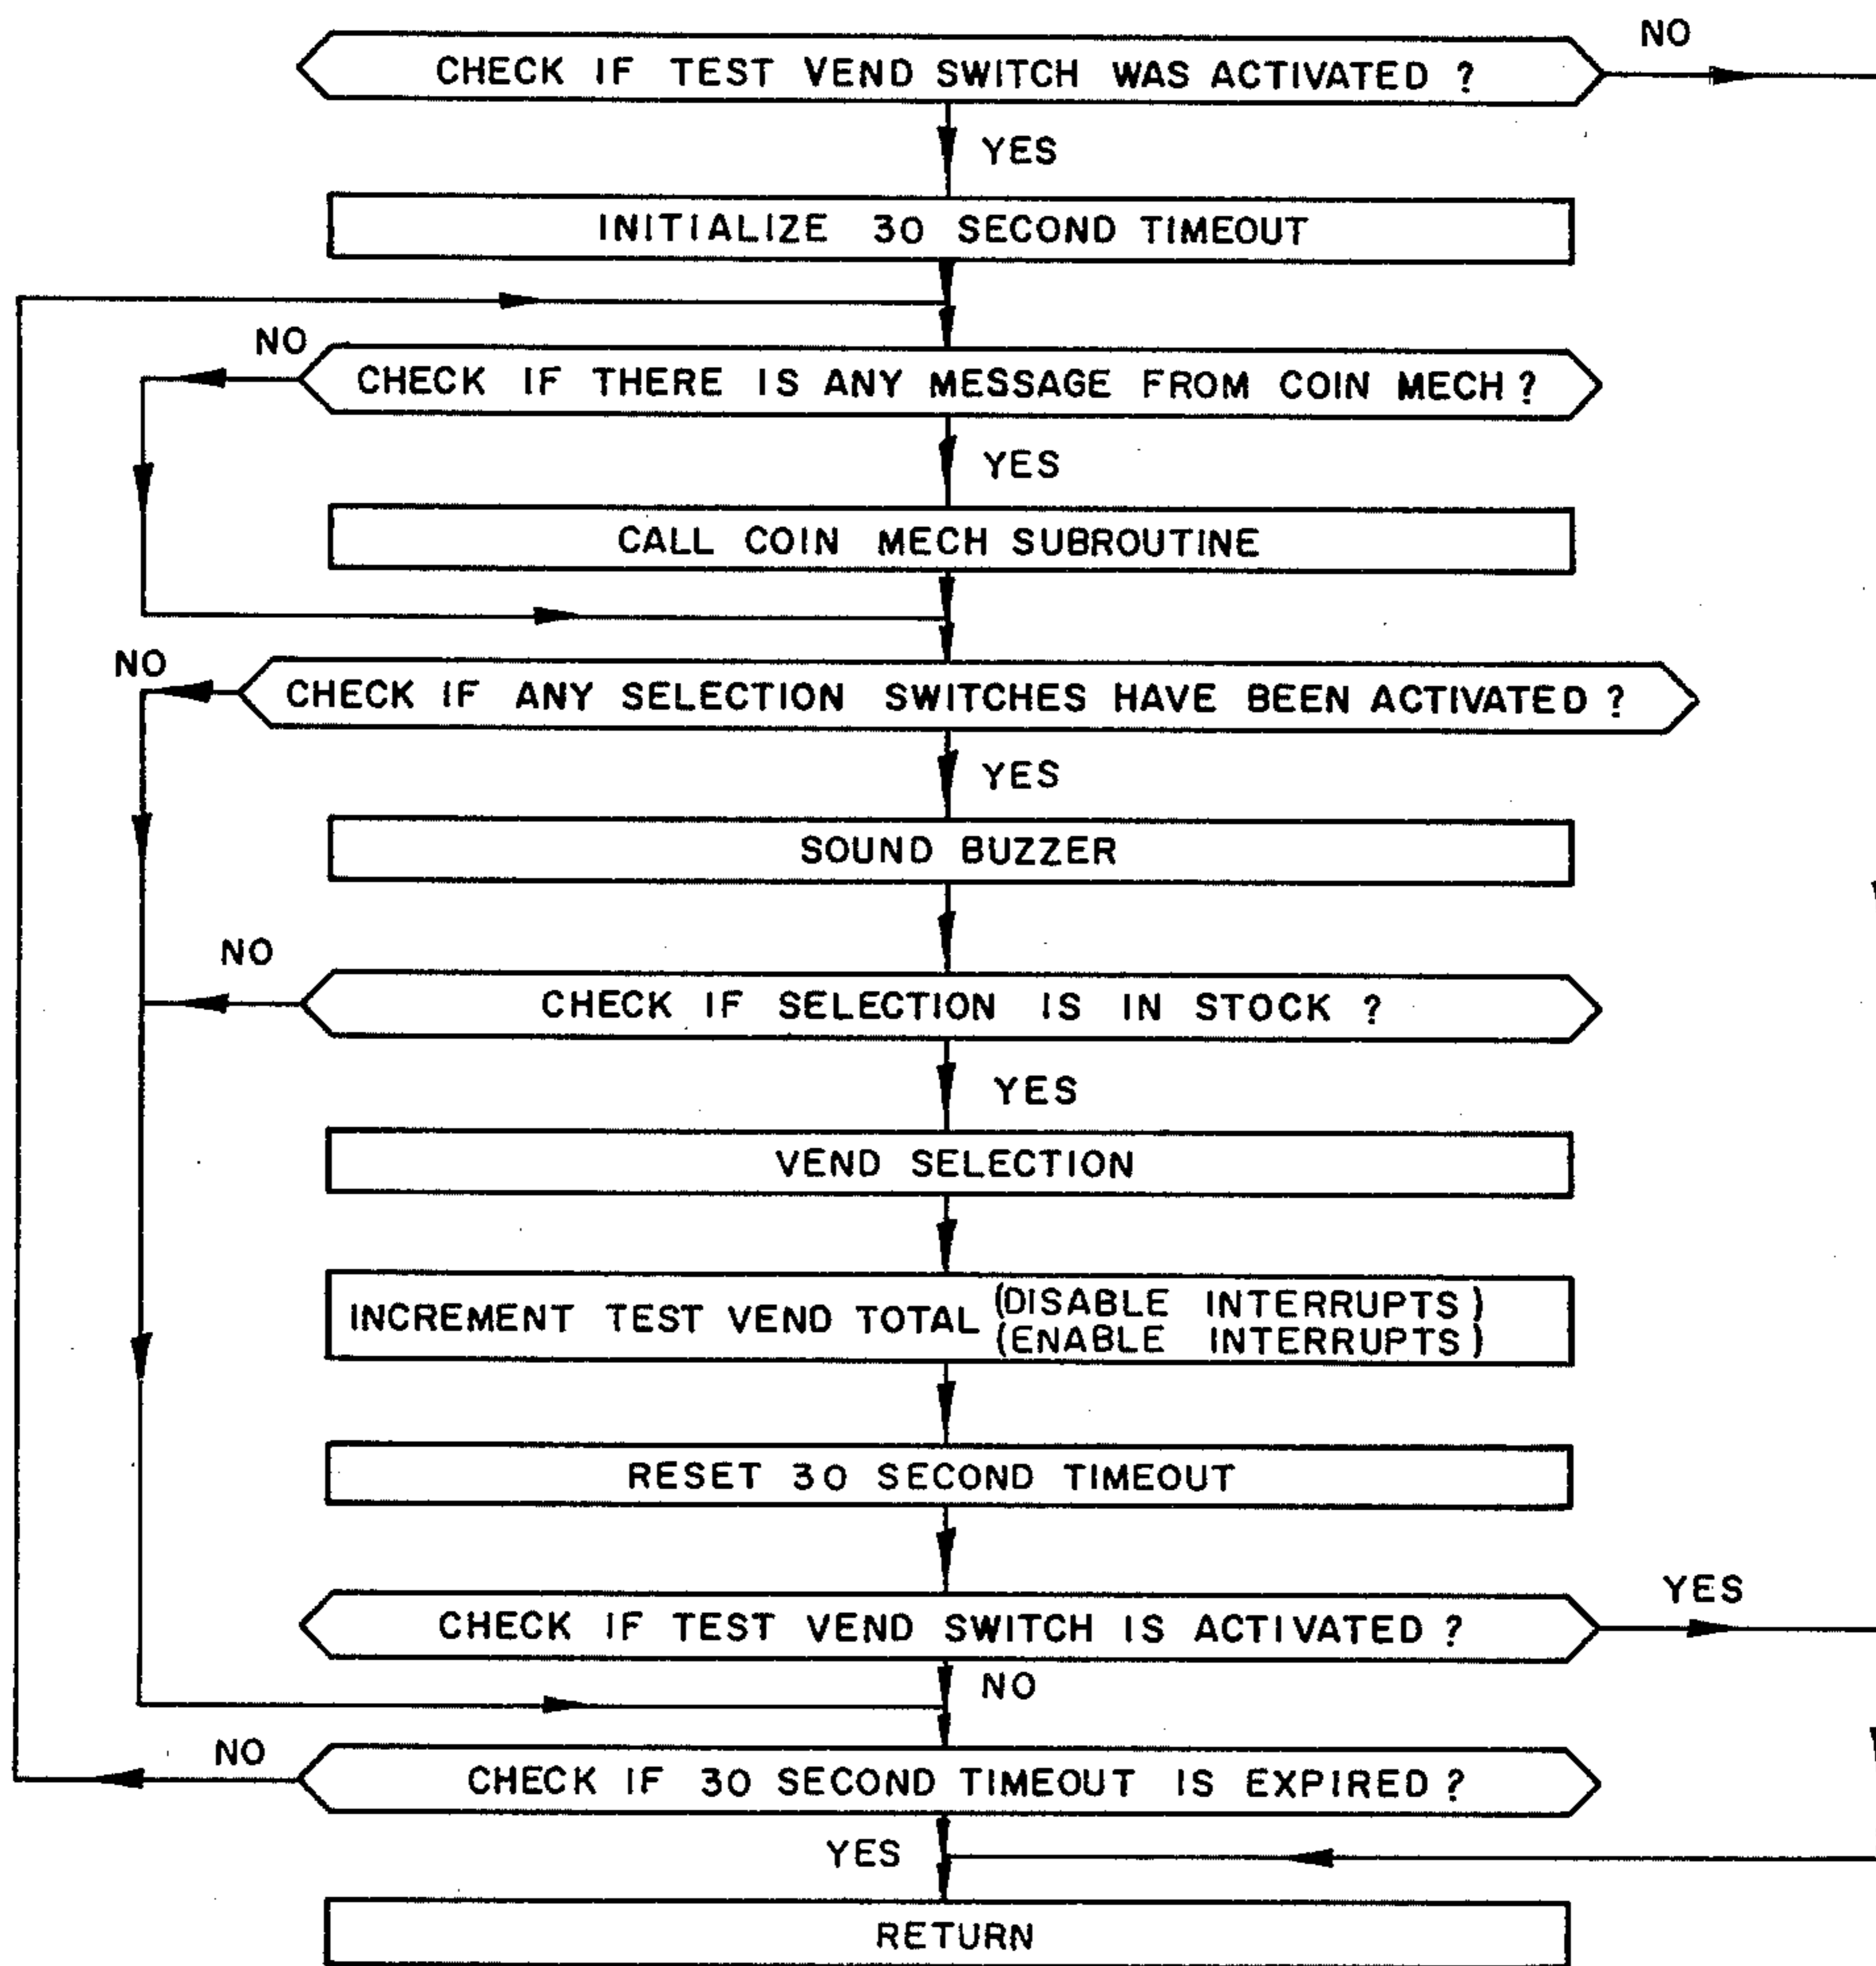 NO
CHECK IF TEST VEND SWITCH WAS ACTIVATED ?
YES
INITIALIZE 30 SECOND TIMEOUT
NO
CHECK IF THERE IS ANY MESSAGE FROM COIN MECH ?
YES
CALL COIN MECH SUBROUTINE
NO
CHECK IF ANY SELECTION SWITCHES HAVE BEEN ACTIVATED ?
YES
SOUND BUZZER
NO
CHECK IF SELECTION IS IN STOCK ?
YES
VEND SELECTION
INCREMENT TEST VEND TOTAL (DISABLE INTERRUPTS)
(ENABLE INTERRUPTS)
RESET 30 SECOND TIMEOUT
YES
CHECK IF TEST VEND SWITCH IS ACTIVATED ?
NO
NO
CHECK IF 30 SECOND TIMEOUT IS EXPIRED ?
YES
RETURN